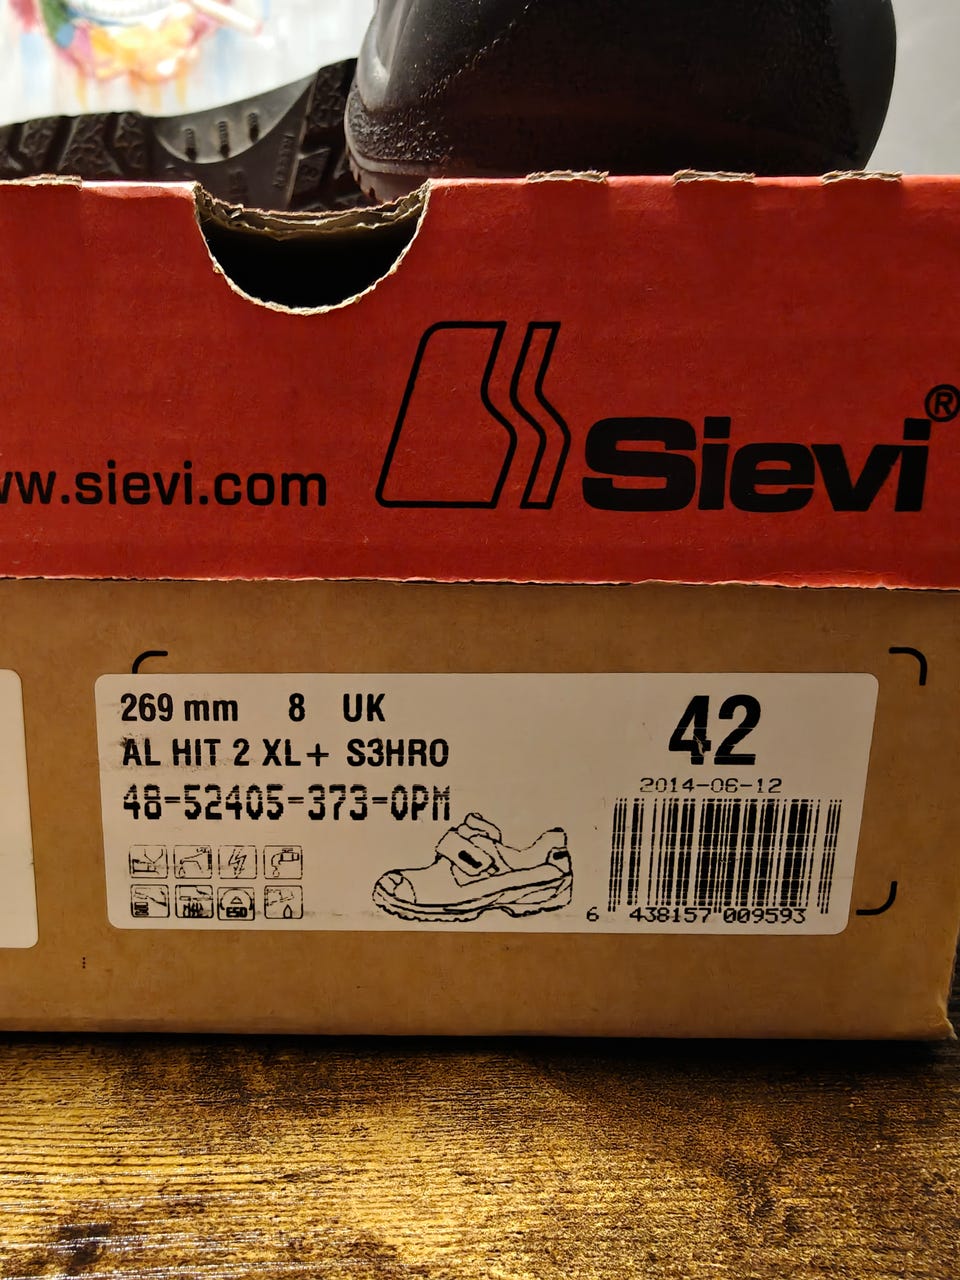 www.sievi.com
Sievi®
269 mm 8 UK
AL HIT 2 XL+ S3HRO
48-52405-373-0PM
42
2014-06-12
ESD
6 438157 009593